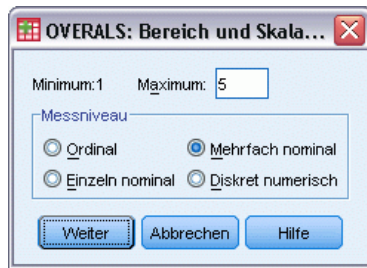 OVERALS: Bereich und Skala...
Minimum:1 Maximum: 5
Messniveau
Ordinal Mehrfach nominal
Einzeln nominal Diskret numerisch
Weiter Abbrechen Hilfe